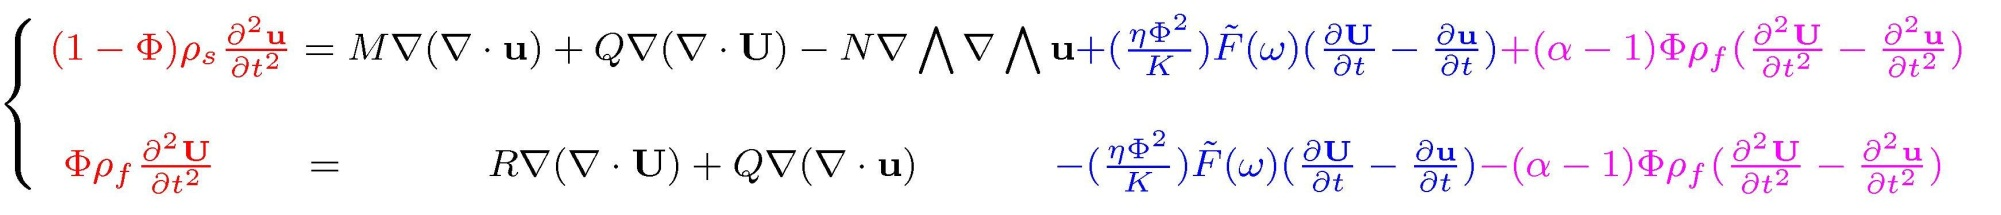 (1 − Φ)ρₛ ∂²𝐮/∂t² = M∇(∇ · 𝐮) + Q∇(∇ · 𝐔) − N∇ ⋀ ∇ ⋀ 𝐮+(ηΦ²/K)F̃(ω)(∂𝐔/∂t − ∂𝐮/∂t)+(α − 1)Φρ_f(∂²𝐔/∂t² − ∂²𝐮/∂t²)
Φρ_f ∂²𝐔/∂t² = R∇(∇ · 𝐔) + Q∇(∇ · 𝐮) −(ηΦ²/K)F̃(ω)(∂𝐔/∂t − ∂𝐮/∂t)−(α − 1)Φρ_f(∂²𝐔/∂t² − ∂²𝐮/∂t²)